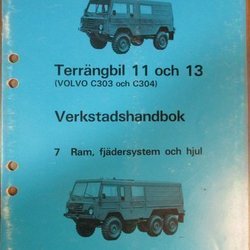 Terrängbil 11 och 13
(VOLVO C303 och C304)
Verkstadshandbok
7 Ram, fjädersystem och hjul